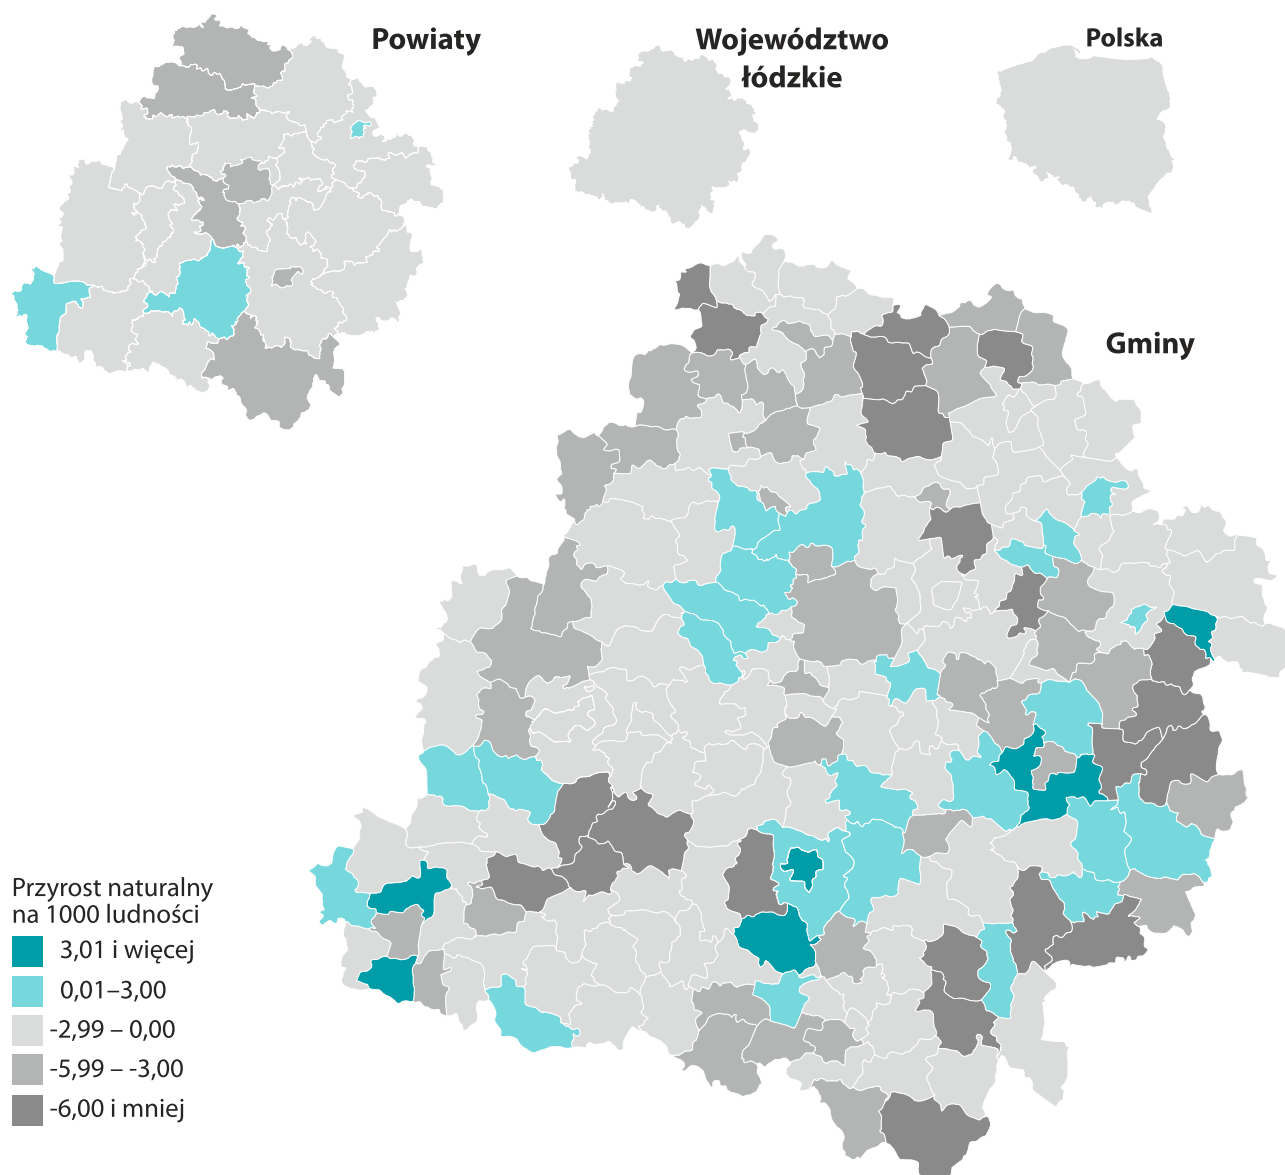 Powiaty
Województwo
łódzkie
Polska
Gminy
Przyrost naturalny
na 1000 ludności
3,01 i więcej
0,01–3,00
-2,99 – 0,00
-5,99 – -3,00
-6,00 i mniej